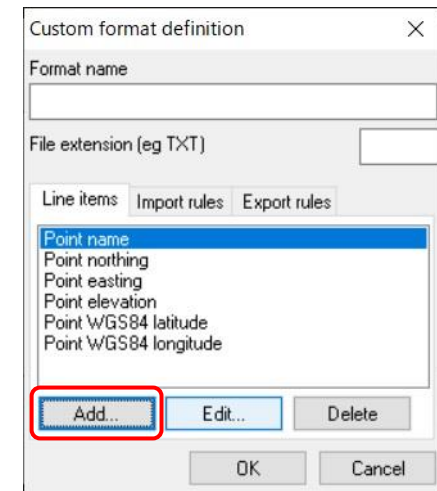 Custom format definition
Format name
File extension (eg TXT)
Line items Import rules Export rules
Point name
Point northing
Point easting
Point elevation
Point WGS84 latitude
Point WGS84 longitude
Add... Edit... Delete
OK Cancel